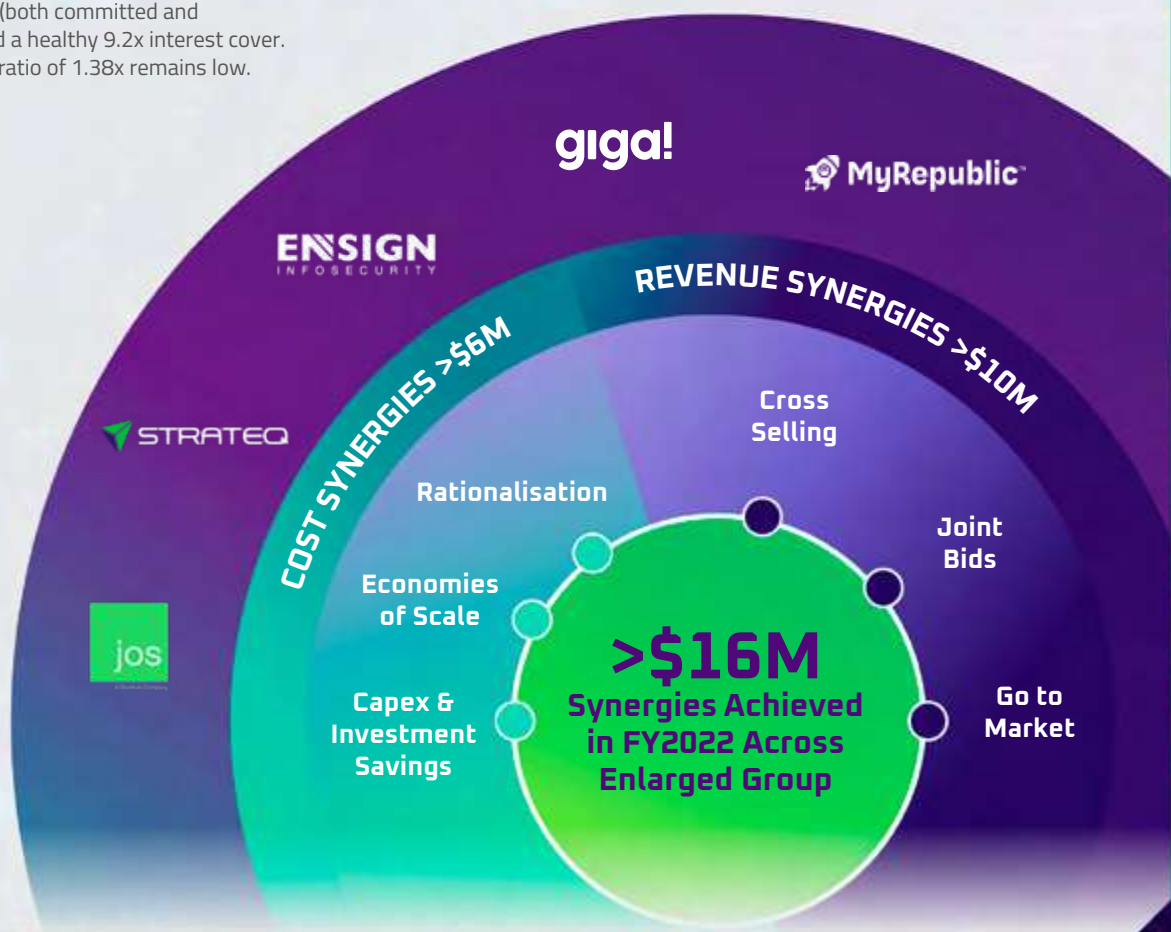 (both committed and
d a healthy 9.2x interest cover.
ratio of 1.38x remains low.
giga!
MyRepublic
ENSIGN
INFOSECURITY
REVENUE SYNERGIES >$10M
COST SYNERGIES >$6M
STRATEQ
Cross
Selling
Rationalisation
Joint
Bids
Economies
of Scale
jos
>$16M
Synergies Achieved
in FY2022 Across
Enlarged Group
Capex &
Investment
Savings
Go to
Market